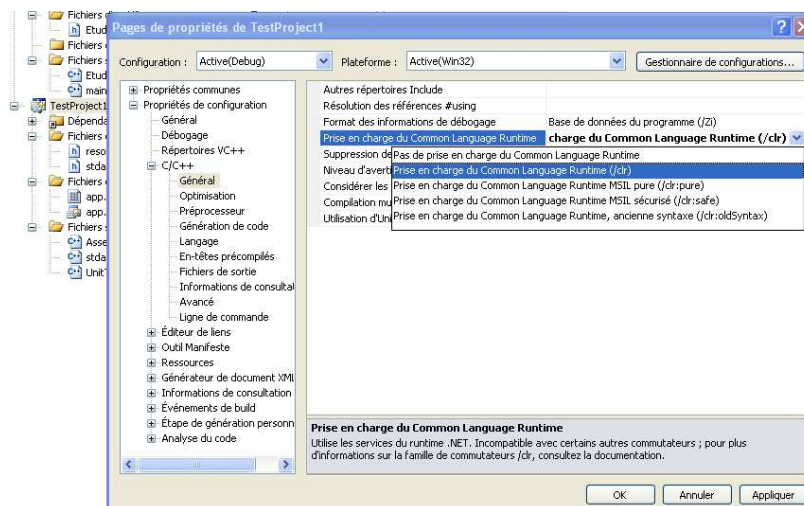 Fichiers
Etud
Fichiers
Fichiers s
Etud
main
TestProject1
Dépenda
Fichiers
reso
stda
Fichiers
app.
app.
Fichiers s
Asse
stda
Unit
Pages de propriétés de TestProject1
Configuration : Active(Debug) Plateforme : Active(Win32) Gestionnaire de configurations...
Propriétés communes
Propriétés de configuration
Général
Débogage
Répertoires VC++
C/C++
Général
Optimisation
Préprocesseur
Génération de code
Langage
En-têtes précompilés
Fichiers de sortie
Informations de consultat
Avancé
Ligne de commande
Éditeur de liens
Outil Manifeste
Ressources
Générateur de document XML
Informations de consultation
Événements de build
Étape de génération personn
Analyse du code
Autres répertoires Include
Résolution des références #using
Format des informations de débogage Base de données du programme (/Zi)
Prise en charge du Common Language Runtime charge du Common Language Runtime (/clr)
Suppression de
Niveau d'averti
Considérer les
Compilation mu
Utilisation d'Uni
Pas de prise en charge du Common Language Runtime
Prise en charge du Common Language Runtime (/clr)
Prise en charge du Common Language Runtime MSIL pure (/clr:pure)
Prise en charge du Common Language Runtime MSIL sécurisé (/clr:safe)
Prise en charge du Common Language Runtime, ancienne syntaxe (/clr:oldSyntax)
Prise en charge du Common Language Runtime
Utilise les services du runtime .NET. Incompatible avec certains autres commutateurs ; pour plus
d'informations sur la famille de commutateurs /clr, consultez la documentation.
OK Annuler Appliquer